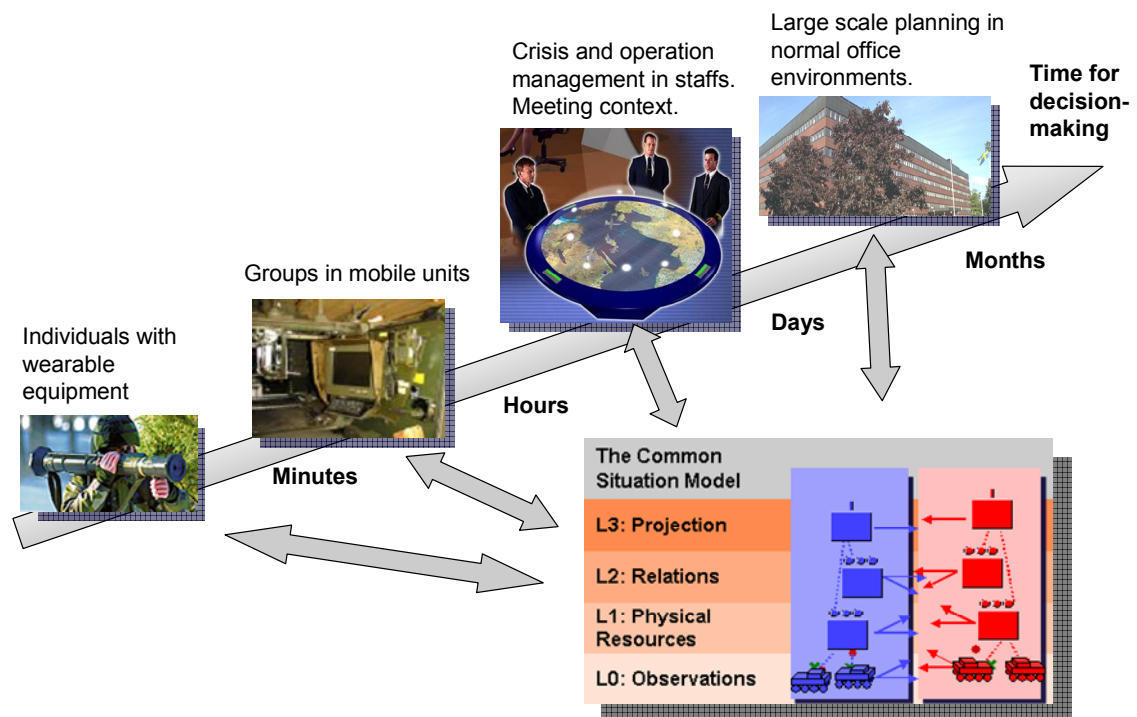 Crisis and operation
management in staffs.
Meeting context.
Large scale planning in
normal office
environments.
Time for
decision-
making
Groups in mobile units
Months
Individuals with
wearable
equipment
Days
Hours
Minutes
The Common
Situation Model
L3: Projection
L2: Relations
L1: Physical
Resources
L0: Observations